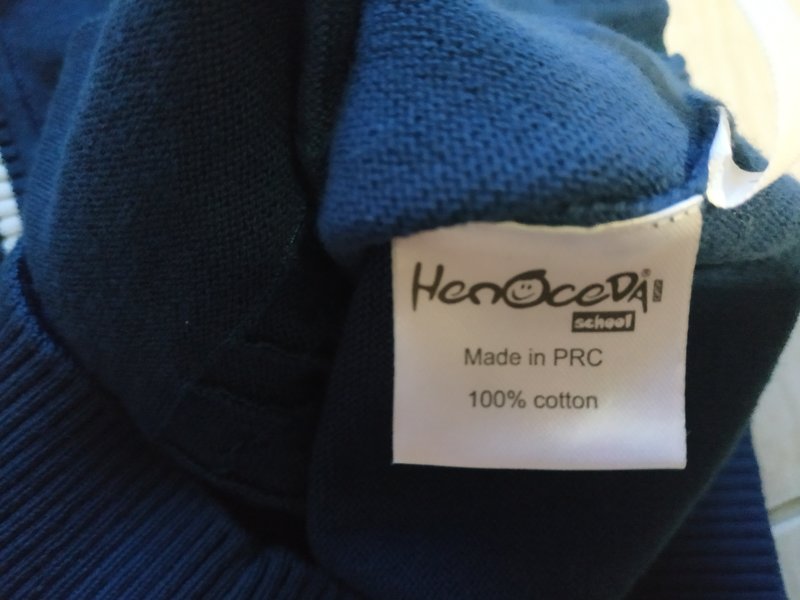 HenOceDA®
school
Made in PRC
100% cotton